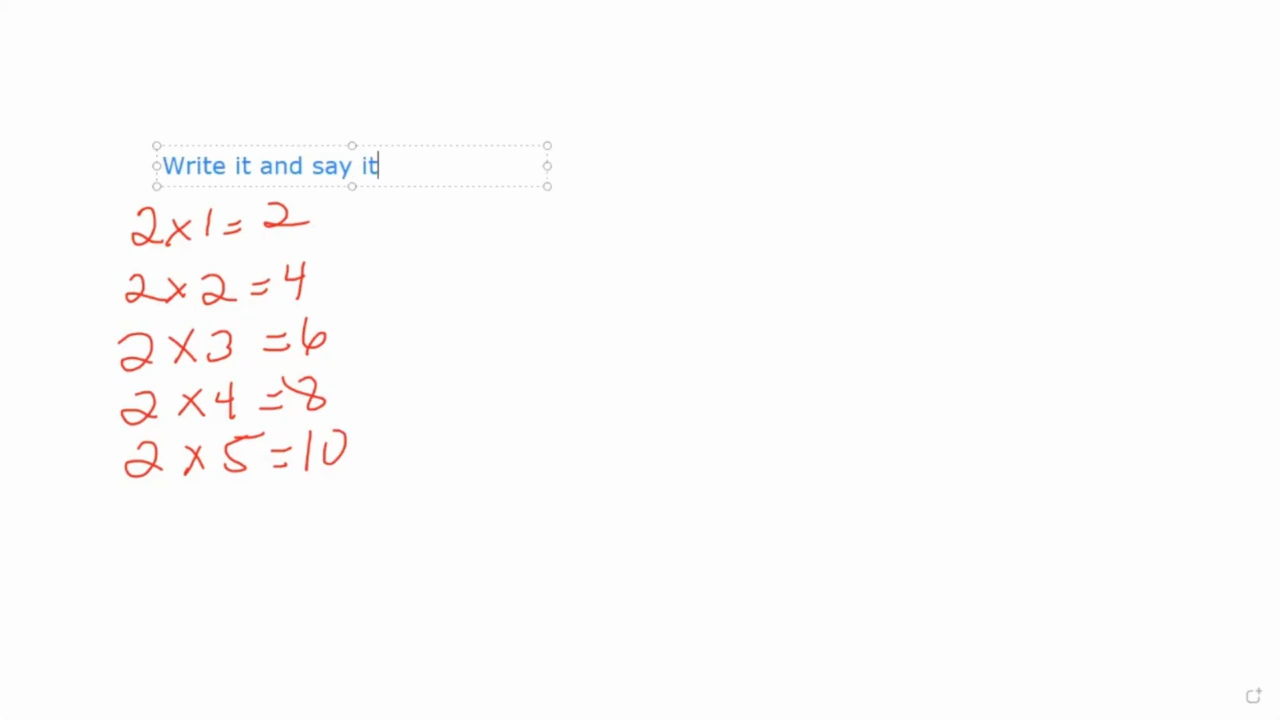 Write it and say it
2x1= 2
2x2=4
2x3=6
2x4=8
2x5=10